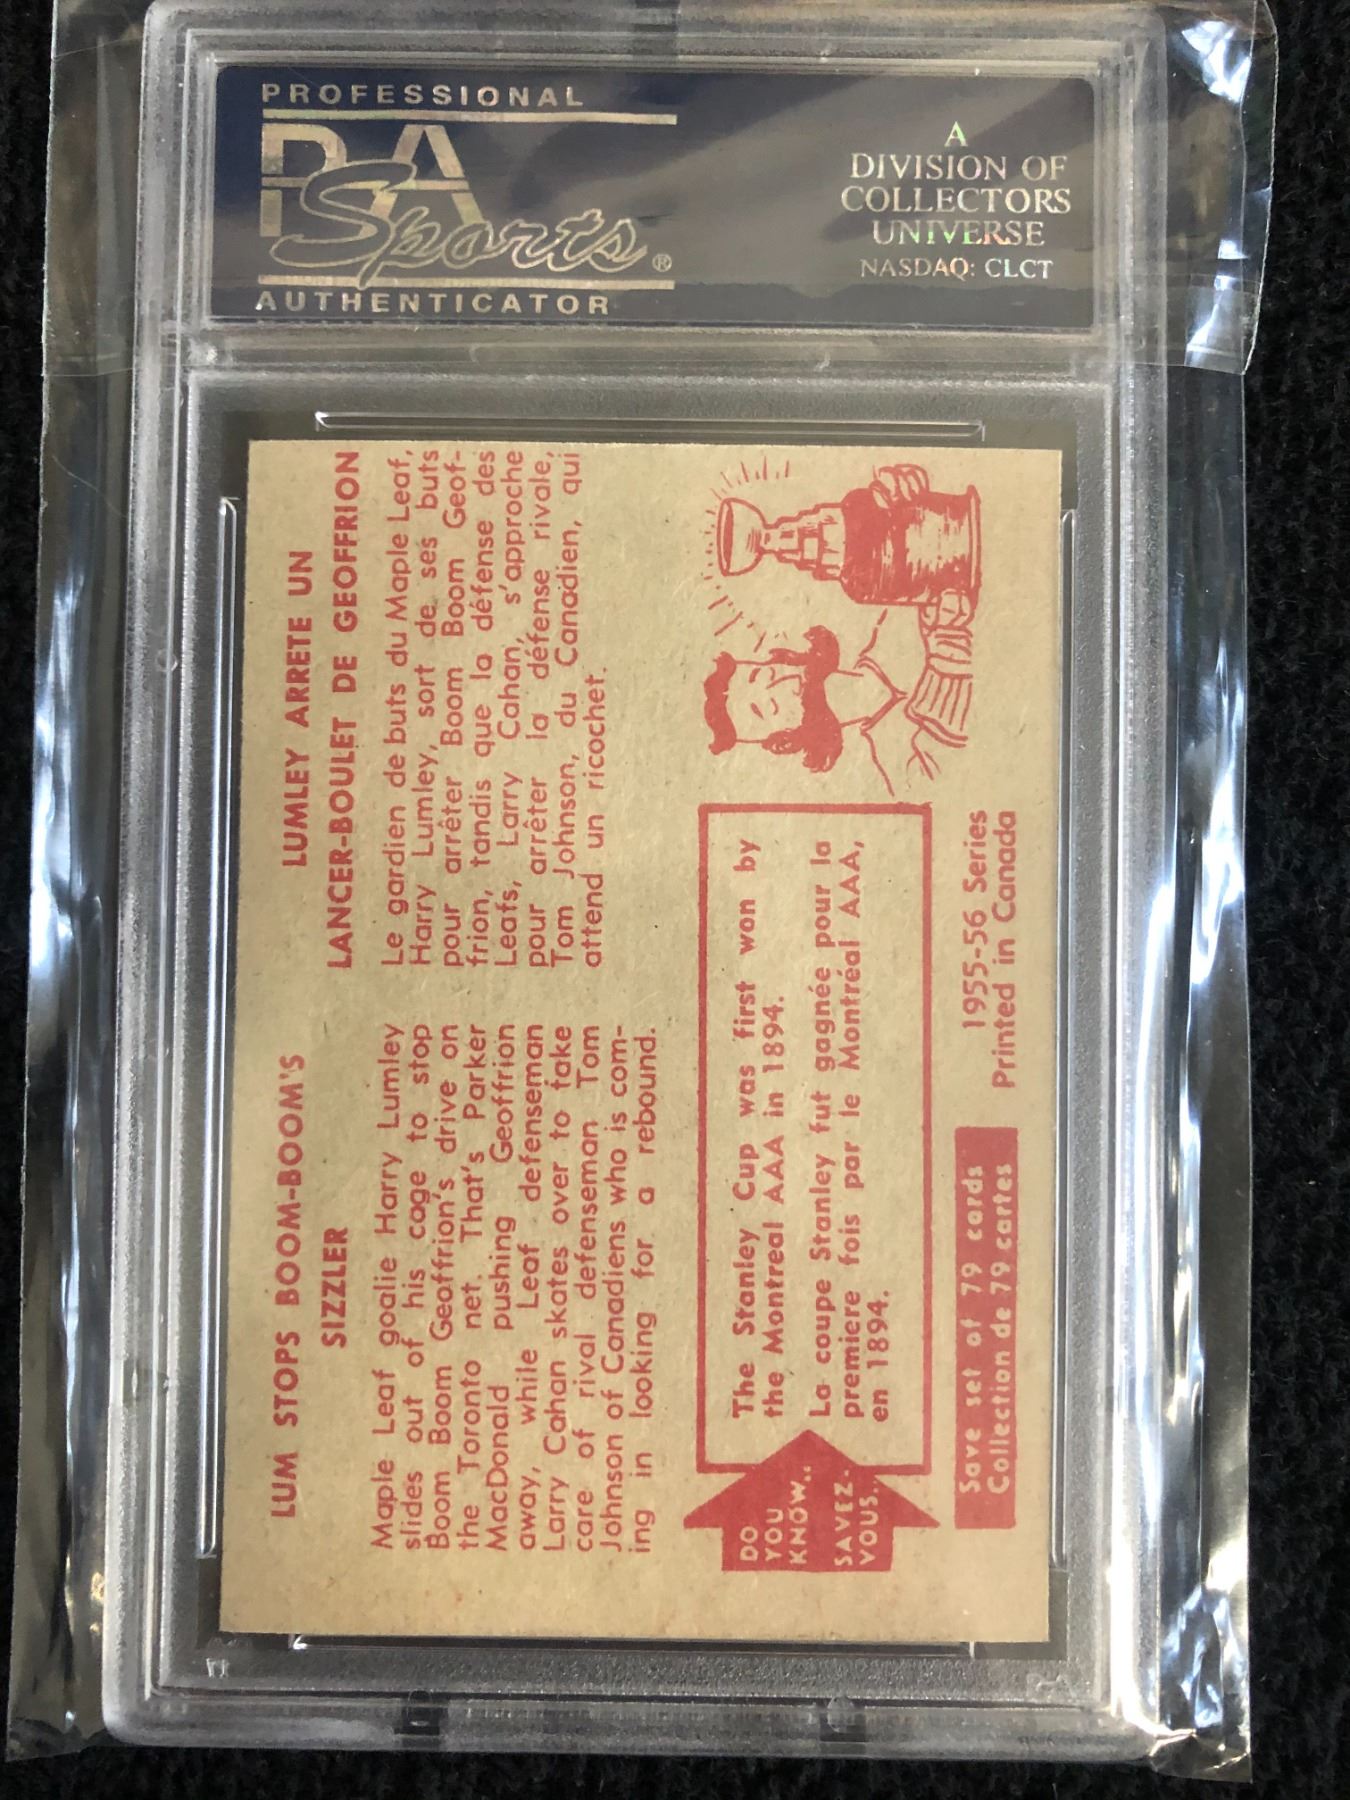 PROFESSIONAL
PSA
Sports®
AUTHENTICATOR
A
DIVISION OF
COLLECTORS
UNIVERSE
NASDAQ: CLCT
LUM STOPS BOOM-BOOM'S
SIZZLER
Maple Leaf goalie Harry Lumley
slides out of his cage to stop
Boom Boom Geoffrion's drive on
the Toronto net. That's Parker
MacDonald pushing Geoffrion
away, while Leaf defenseman
Larry Cahan skates over to take
care of rival defenseman Tom
Johnson of Canadiens who is com-
ing in looking for a rebound.
LUMLEY ARRETE UN
LANCER-BOULET DE GEOFFRION
Le gardien de buts du Maple Leaf,
Harry Lumley, sort de ses buts
pour arrêter Boom Boom Geof-
frion, tandis que la défense des
Leafs, Larry Cahan, s'approche
pour arrêter la défense rivale,
Tom Johnson, du Canadien, qui
attend un ricochet.
DO
YOU
KNOW..
SAVEZ-
VOUS..
The Stanley Cup was first won by
the Montreal AAA in 1894.
La coupe Stanley fut gagnée pour la
premiere fois par le Montréal AAA,
en 1894.
Save set of 79 cards
Collection de 79 cartes
1955-56 Series
Printed in Canada